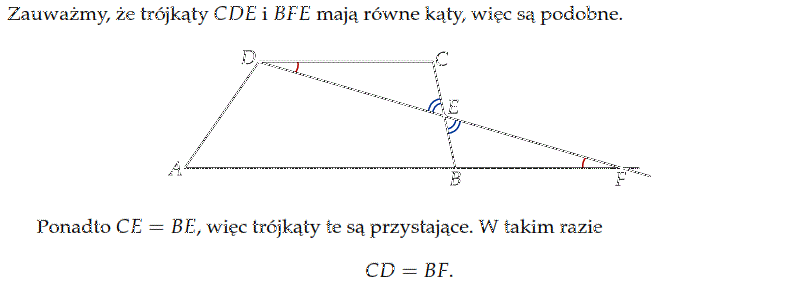 Zauważmy, że trójkąty CDE i BFE mają równe kąty, więc są podobne.
D
C
E
A
B
F
Ponadto CE = BE, więc trójkąty te są przystające. W takim razie
CD = BF.